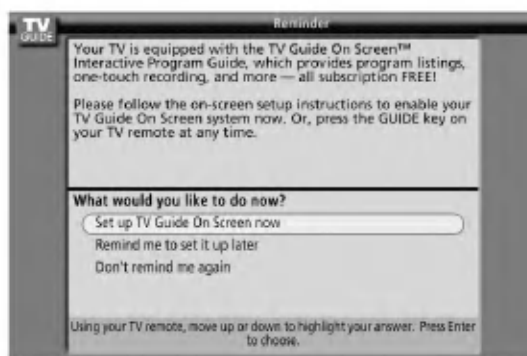 TV
GUIDE
Reminder
Your TV is equipped with the TV Guide On Screen™
Interactive Program Guide, which provides program listings,
one-touch recording, and more — all subscription FREE!
Please follow the on-screen setup instructions to enable your
TV Guide On Screen system now. Or, press the GUIDE key on
your TV remote at any time.
What would you like to do now?
Set up TV Guide On Screen now
Remind me to set it up later
Don't remind me again
Using your TV remote, move up or down to highlight your answer. Press Enter
to choose.